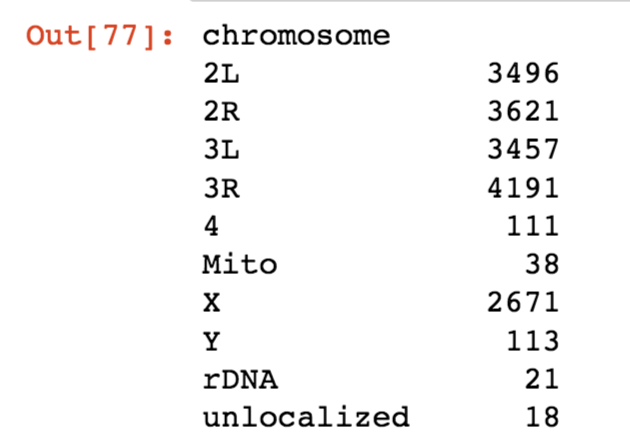 Out[77]: chromosome
2L 3496
2R 3621
3L 3457
3R 4191
4 111
Mito 38
X 2671
Y 113
rDNA 21
unlocalized 18